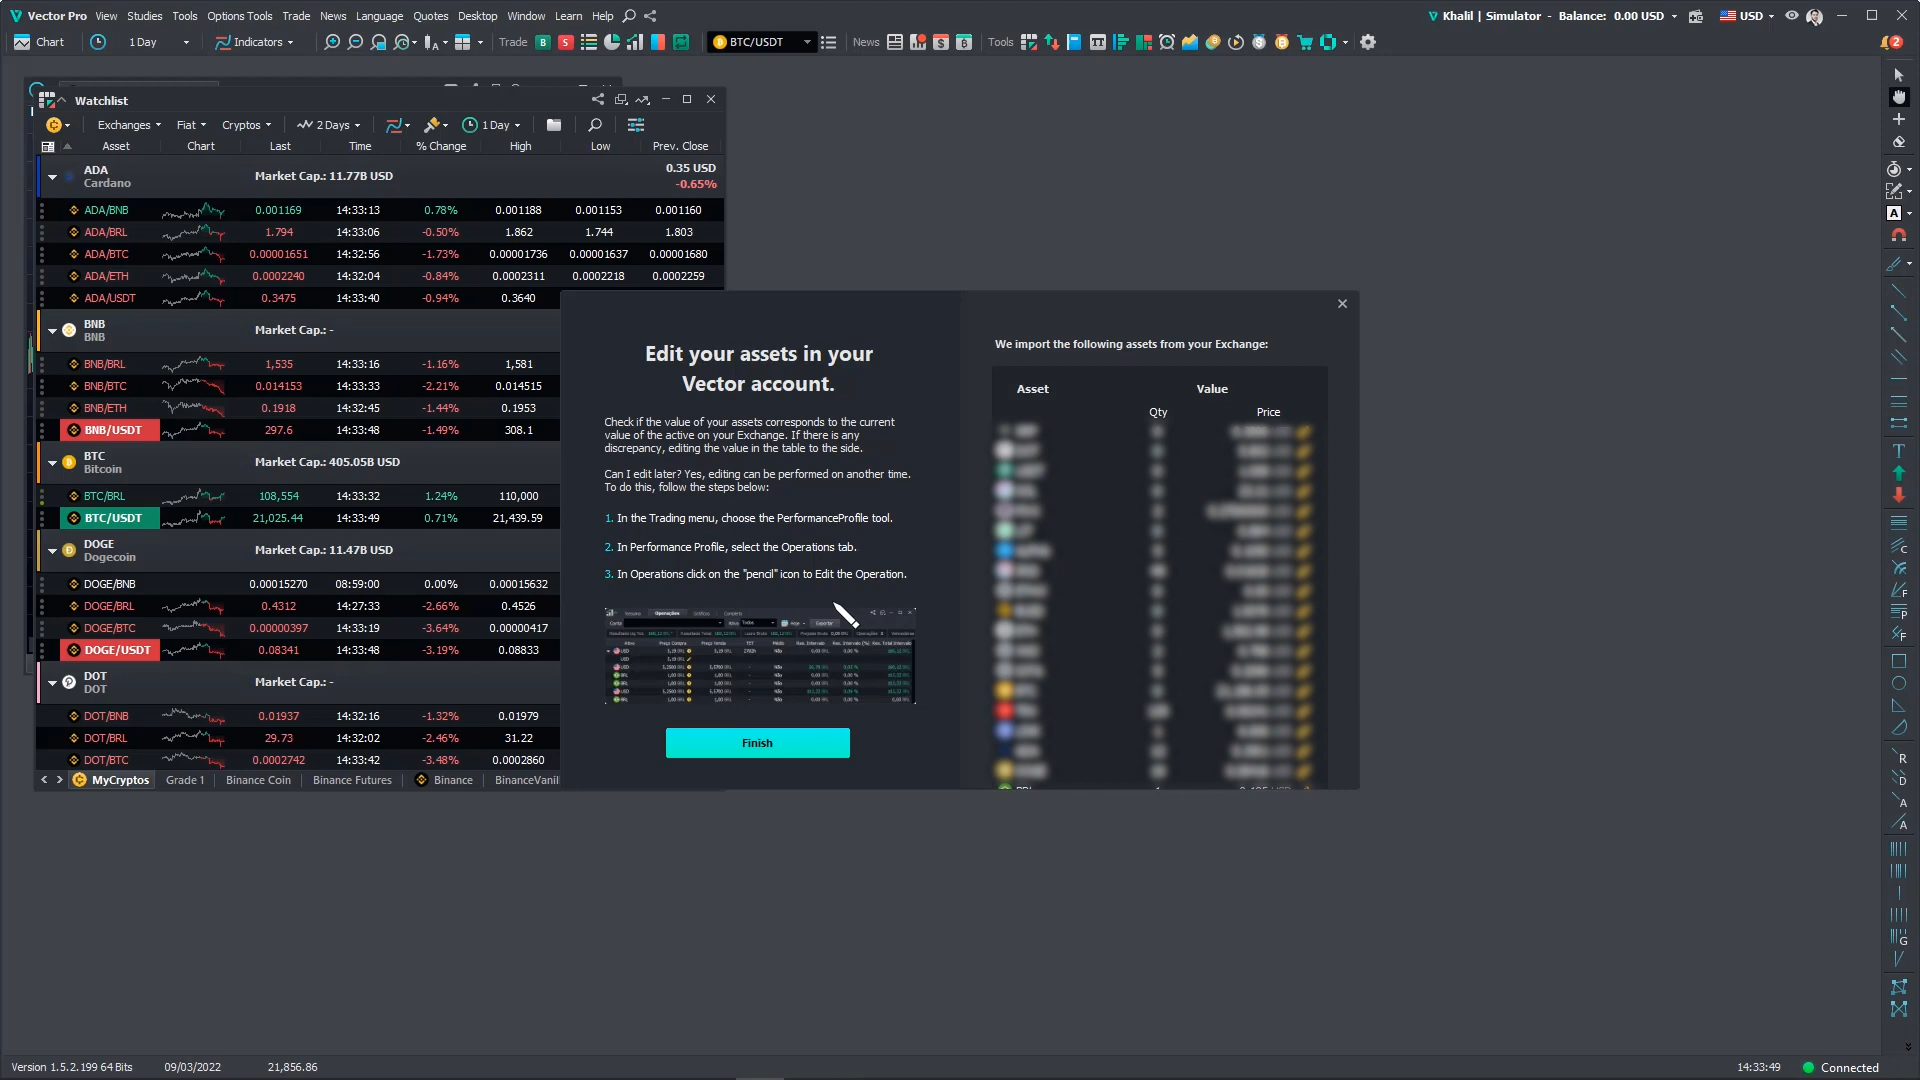 Vector Pro View Studies Tools Options Tools Trade News Language Quotes Desktop Window Learn Help
Khalil | Simulator - Balance: 0.00 USD USD
Chart 1 Day Indicators Trade B S BTC/USDT News Tools
2
Watchlist
Exchanges Fiat Cryptos 2 Days 1 Day
Asset Chart Last Time % Change High Low Prev. Close
ADA 0.35 USD
Cardano Market Cap.: 11.77B USD -0.65%
ADA/BNB 0.001169 14:33:13 0.78% 0.001188 0.001153 0.001160
ADA/BRL 1.794 14:33:06 -0.50% 1.862 1.744 1.803
ADA/BTC 0.00001651 14:32:56 -1.73% 0.00001736 0.00001637 0.00001680
ADA/ETH 0.0002240 14:32:04 -0.84% 0.0002311 0.0002218 0.0002259
ADA/USDT 0.3475 14:33:40 -0.94% 0.3640
BNB
BNB Market Cap.: -
BNB/BRL 1,535 14:33:16 -1.16% 1,581
BNB/BTC 0.014153 14:33:33 -2.21% 0.014515
BNB/ETH 0.1918 14:32:45 -1.44% 0.1953
BNB/USDT 297.6 14:33:48 -1.49% 308.1
BTC
Bitcoin Market Cap.: 405.05B USD
BTC/BRL 108,554 14:33:32 1.24% 110,000
BTC/USDT 21,025.44 14:33:49 0.71% 21,439.59
DOGE
Dogecoin Market Cap.: 11.47B USD
DOGE/BNB 0.00015270 08:59:00 0.00% 0.00015632
DOGE/BRL 0.4312 14:27:33 -2.66% 0.4526
DOGE/BTC 0.00000397 14:33:19 -3.64% 0.00000417
DOGE/USDT 0.08341 14:33:48 -3.19% 0.08833
DOT
DOT Market Cap.: -
DOT/BNB 0.01937 14:32:16 -1.32% 0.01979
DOT/BRL 29.73 14:32:02 -2.46% 31.22
DOT/BTC 0.0002742 14:33:42 -3.48% 0.0002860
MyCryptos Grade 1 Binance Coin Binance Futures Binance BinanceVanill
Edit your assets in your
Vector account.
Check if the value of your assets corresponds to the current
value of the active on your Exchange. If there is any
discrepancy, editing the value in the table to the side.
Can I edit later? Yes, editing can be performed on another time.
To do this, follow the steps below:
1. In the Trading menu, choose the PerformanceProfile tool.
2. In Performance Profile, select the Operations tab.
3. In Operations click on the "pencil" icon to Edit the Operation.
Operações
Finish
We import the following assets from your Exchange:
Asset Value
Qty Price
Version 1.5.2.199 64 Bits 09/03/2022 21,856.86
14:33:49 Connected